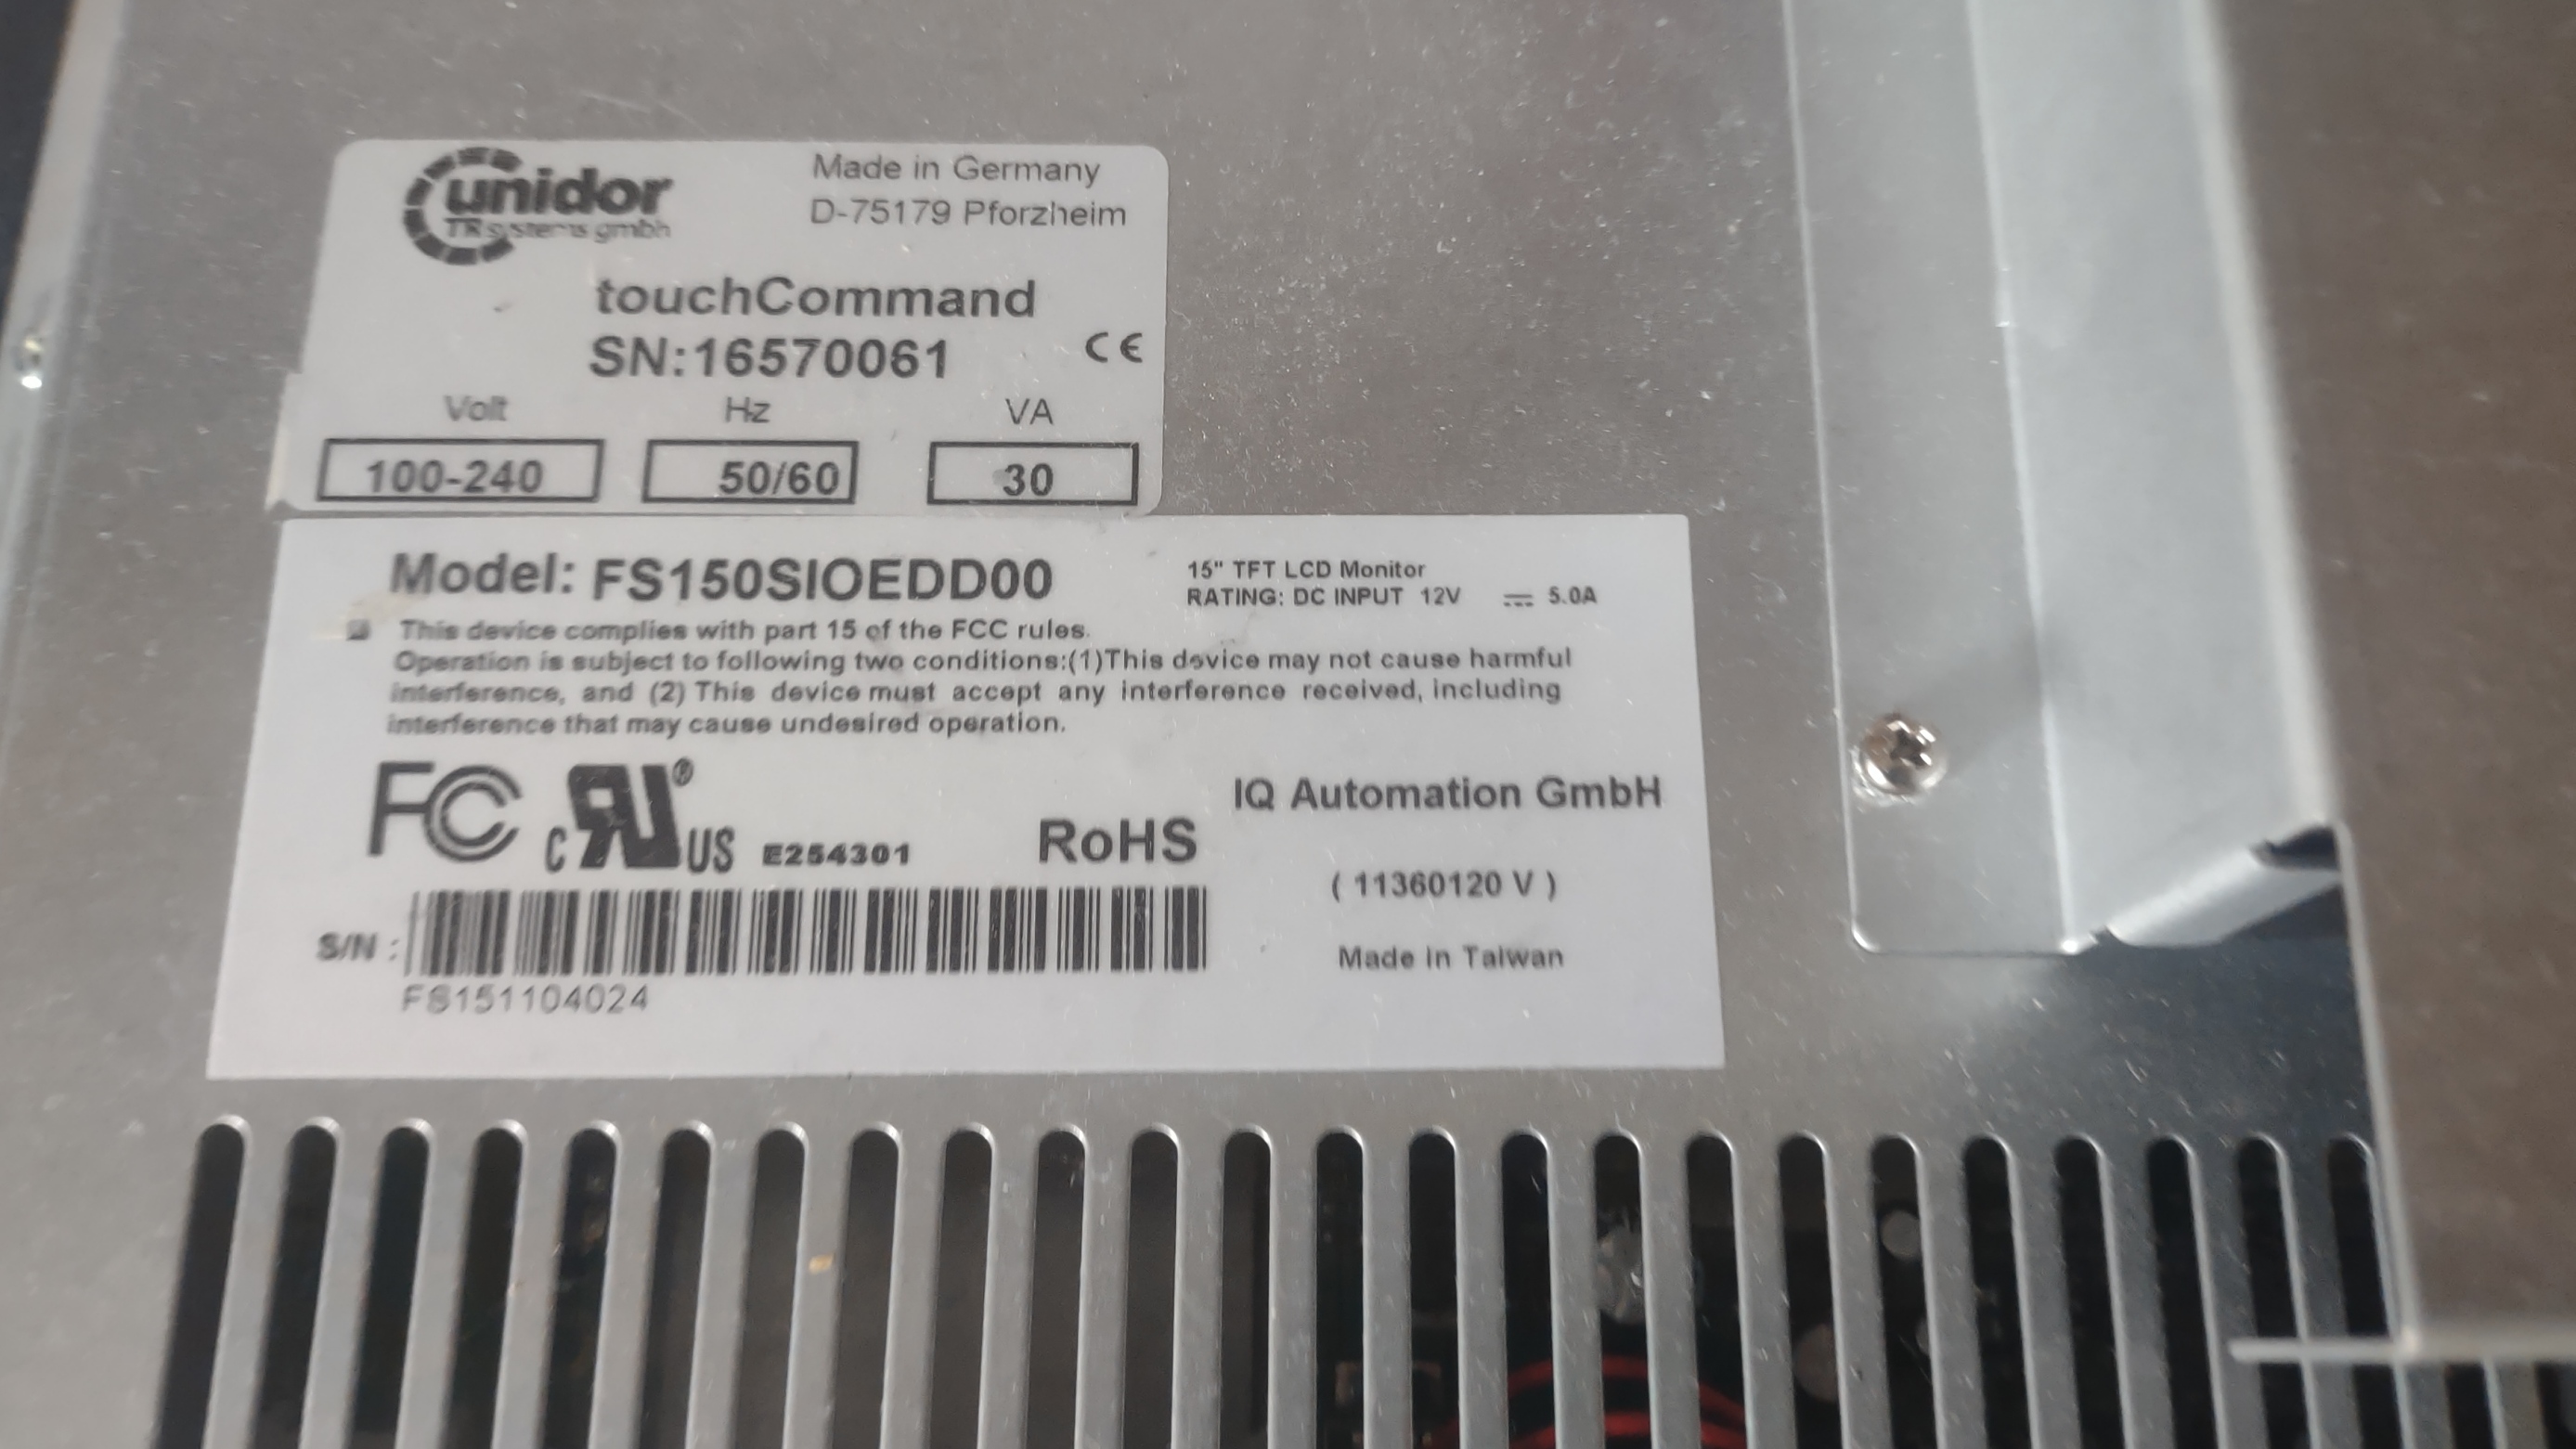 unidor
TRsystems gmbh
Made in Germany
D-75179 Pforzheim
touchCommand
SN:16570061
CE
Volt Hz VA
100-240 50/60 30
Model: FS150SIOEDD00
15" TFT LCD Monitor
RATING: DC INPUT 12V ⎓ 5.0A
This device complies with part 15 of the FCC rules.
Operation is subject to following two conditions:(1)This device may not cause harmful
interference, and (2) This device must accept any interference received, including
interference that may cause undesired operation.
FC c RU ® US E254301
RoHS
IQ Automation GmbH
( 11360120 V )
Made in Taiwan
S/N :
FS151104024